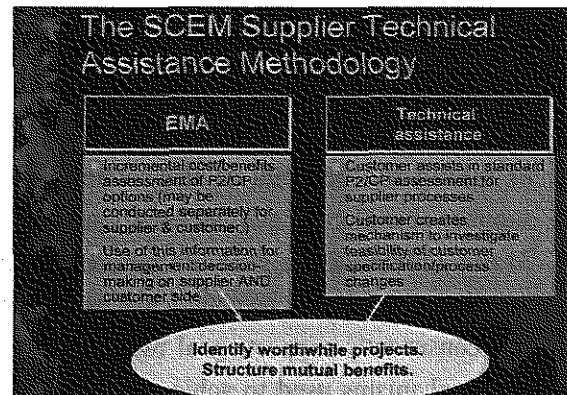 The SCEM Supplier Technical
Assistance Methodology
EMA
Incremental cost/benefits
assessment of P2/CP
options (may be
conducted separately for
supplier & customer.)
Use of this information for
management decision-
making on supplier AND
customer side
Technical
assistance
Customer assists in standard
P2/CP assessment for
supplier processes
Customer creates
mechanism to investigate
feasibility of customer
specification/process
changes
Identify worthwhile projects.
Structure mutual benefits.